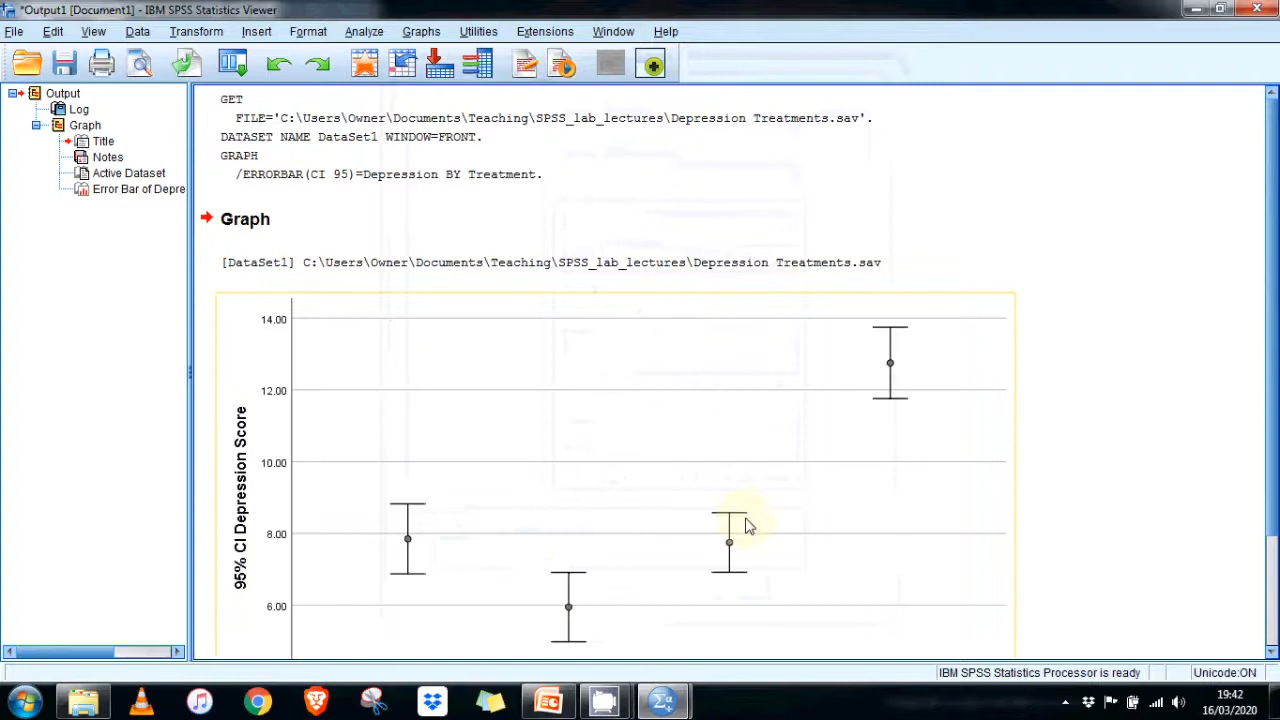 *Output1 [Document1] - IBM SPSS Statistics Viewer
File Edit View Data Transform Insert Format Analyze Graphs Utilities Extensions Window Help
Output
Log
Graph
Title
Notes
Active Dataset
Error Bar of Depre
GET
FILE='C:\Users\Owner\Documents\Teaching\SPSS_lab_lectures\Depression Treatments.sav'.
DATASET NAME DataSet1 WINDOW=FRONT.
GRAPH
/ERRORBAR(CI 95)=Depression BY Treatment.
Graph
[DataSet1] C:\Users\Owner\Documents\Teaching\SPSS_lab_lectures\Depression Treatments.sav
95% CI Depression Score
14.00
12.00
10.00
8.00
6.00
IBM SPSS Statistics Processor is ready
Unicode:ON
19:42
16/03/2020